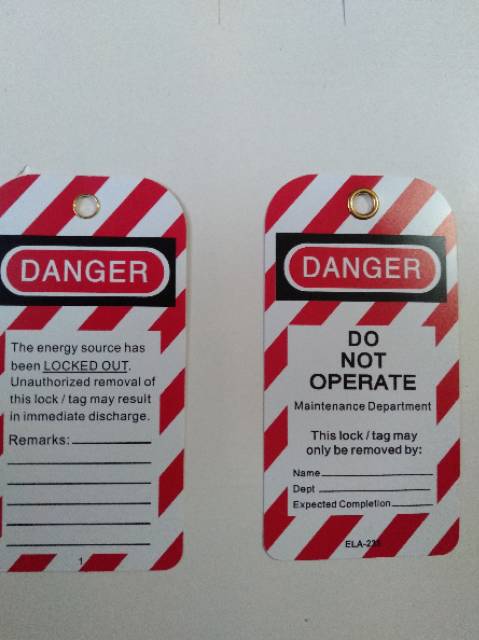 DANGER
The energy source has
been LOCKED OUT.
Unauthorized removal of
this lock / tag may result
in immediate discharge.
Remarks:
1
DANGER
DO
NOT
OPERATE
Maintenance Department
This lock / tag may
only be removed by:
Name
Dept
Expected Completion